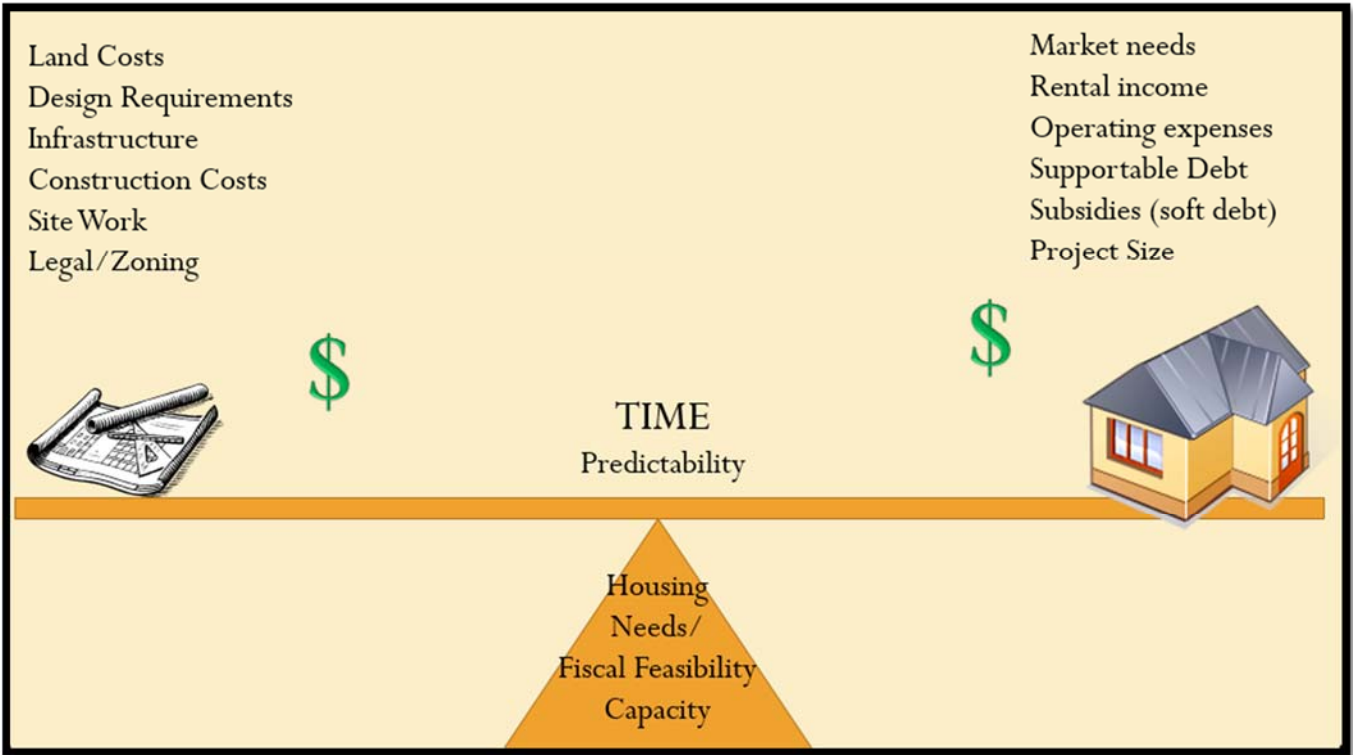 Land Costs
Design Requirements
Infrastructure
Construction Costs
Site Work
Legal/Zoning
Market needs
Rental income
Operating expenses
Supportable Debt
Subsidies (soft debt)
Project Size
$
$
TIME
Predictability
Housing
Needs/
Fiscal Feasibility
Capacity